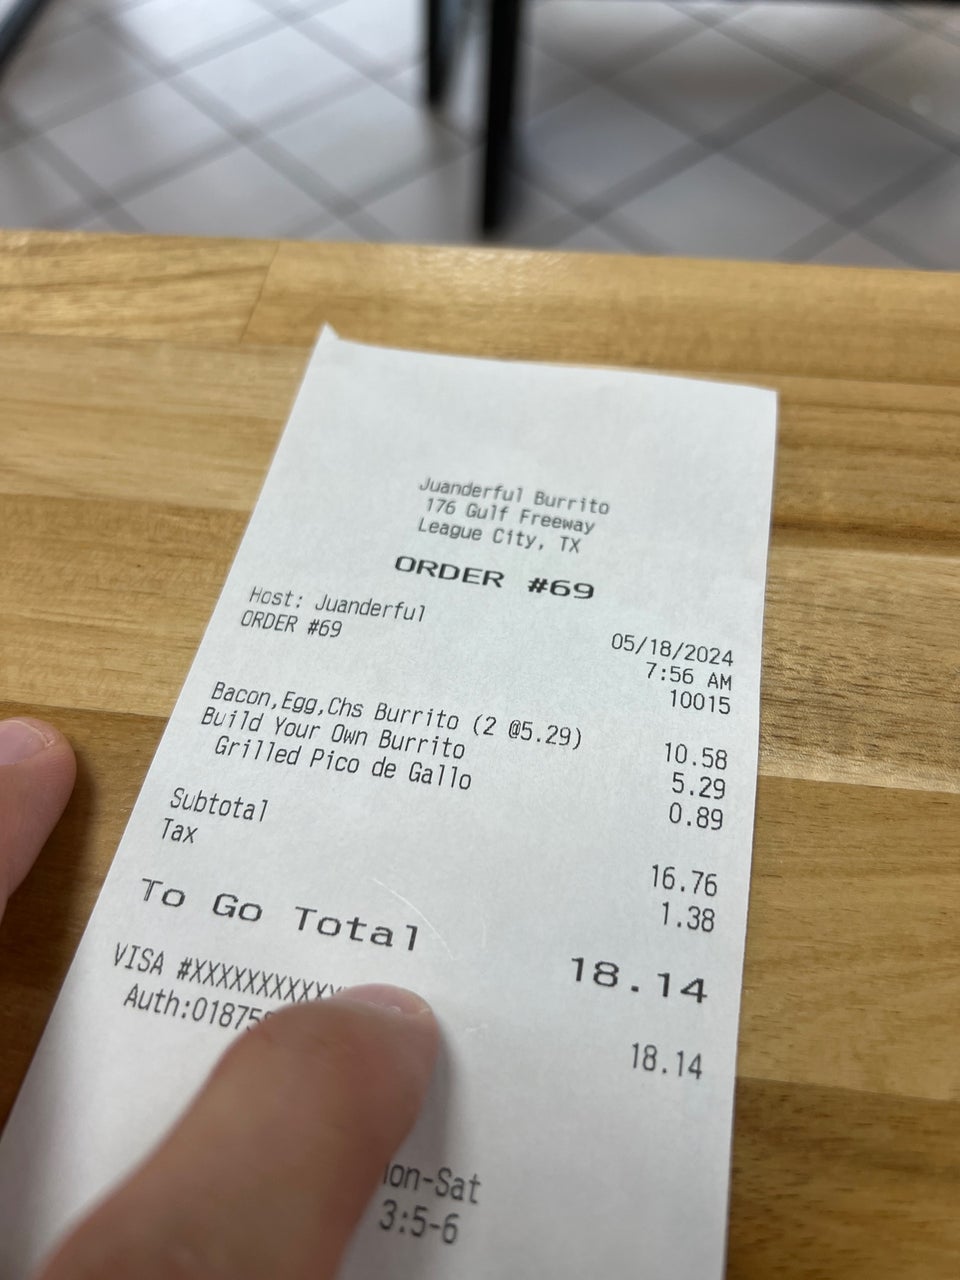 Juanderful Burrito
176 Gulf Freeway
League City, TX
ORDER #69
Host: Juanderful
ORDER #69
05/18/2024
7:56 AM
10015
Bacon,Egg,Chs Burrito (2 @5.29) 10.58
Build Your Own Burrito 5.29
Grilled Pico de Gallo 0.89
Subtotal 16.76
Tax 1.38
To Go Total 18.14
VISA #XXXXXXXXXXX 18.14
Auth:01875
-Sat
3:5-6